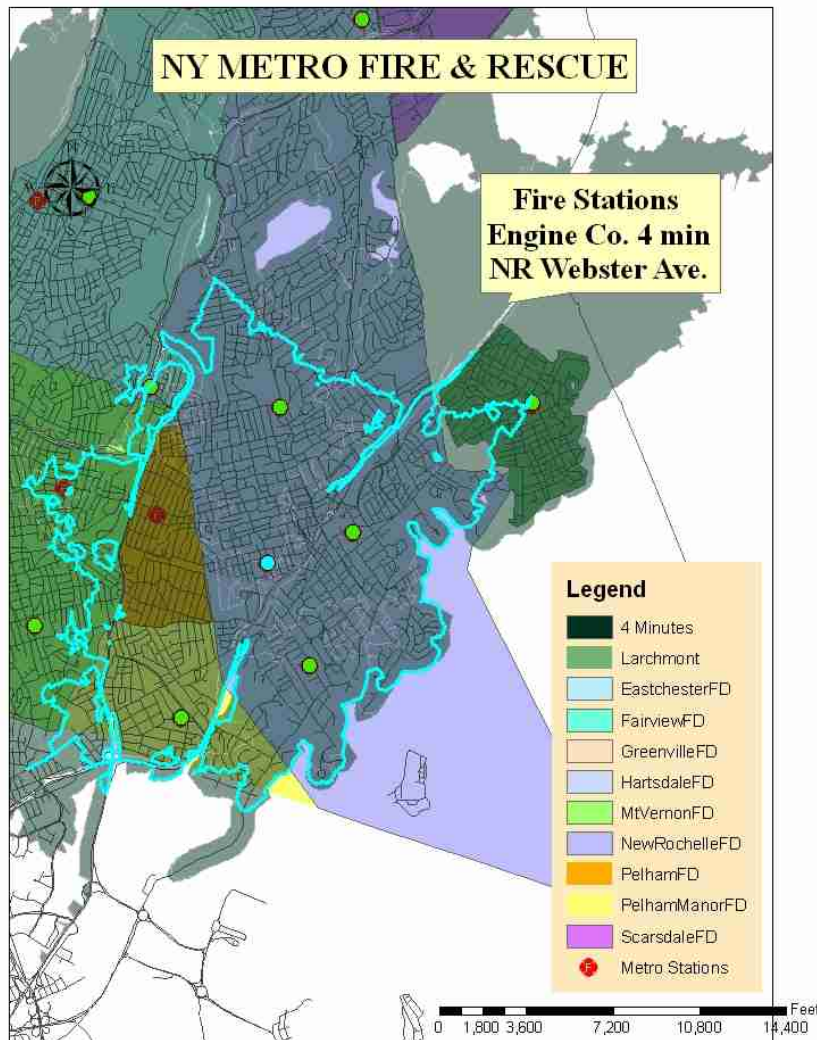 NY METRO FIRE & RESCUE
N
Fire Stations
Engine Co. 4 min
NR Webster Ave.
Legend
4 Minutes
Larchmont
EastchesterFD
FairviewFD
GreenvilleFD
HartsdaleFD
MtVernonFD
NewRochelleFD
PelhamFD
PelhamManorFD
ScarsdaleFD
F Metro Stations
Feet
0 1,800 3,600 7,200 10,800 14,400